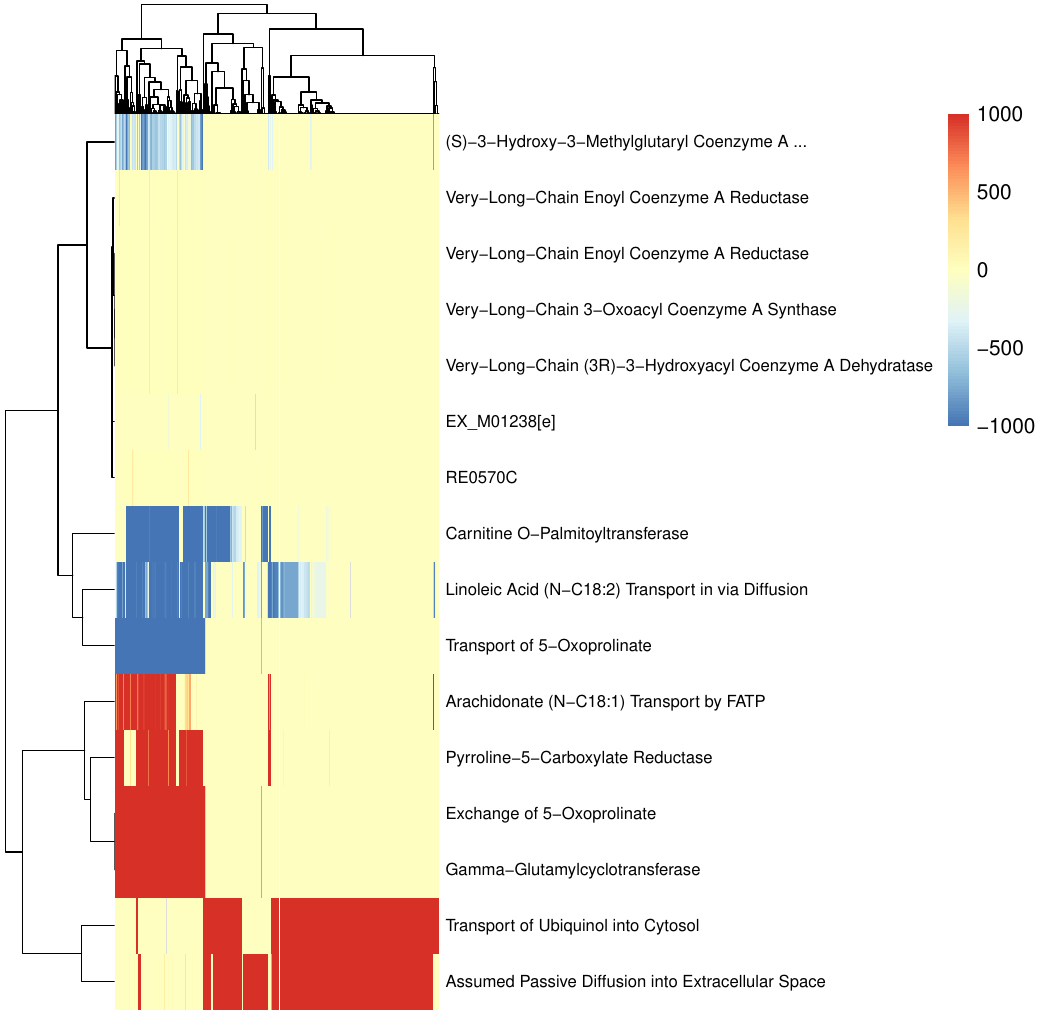 (S)−3−Hydroxy−3−Methylglutaryl Coenzyme A ...
Very−Long−Chain Enoyl Coenzyme A Reductase
Very−Long−Chain Enoyl Coenzyme A Reductase
Very−Long−Chain 3−Oxoacyl Coenzyme A Synthase
Very−Long−Chain (3R)−3−Hydroxyacyl Coenzyme A Dehydratase
EX_M01238[e]
RE0570C
Carnitine O−Palmitoyltransferase
Linoleic Acid (N−C18:2) Transport in via Diffusion
Transport of 5−Oxoprolinate
Arachidonate (N−C18:1) Transport by FATP
Pyrroline−5−Carboxylate Reductase
Exchange of 5−Oxoprolinate
Gamma−Glutamylcyclotransferase
Transport of Ubiquinol into Cytosol
Assumed Passive Diffusion into Extracellular Space
1000
500
0
−500
−1000